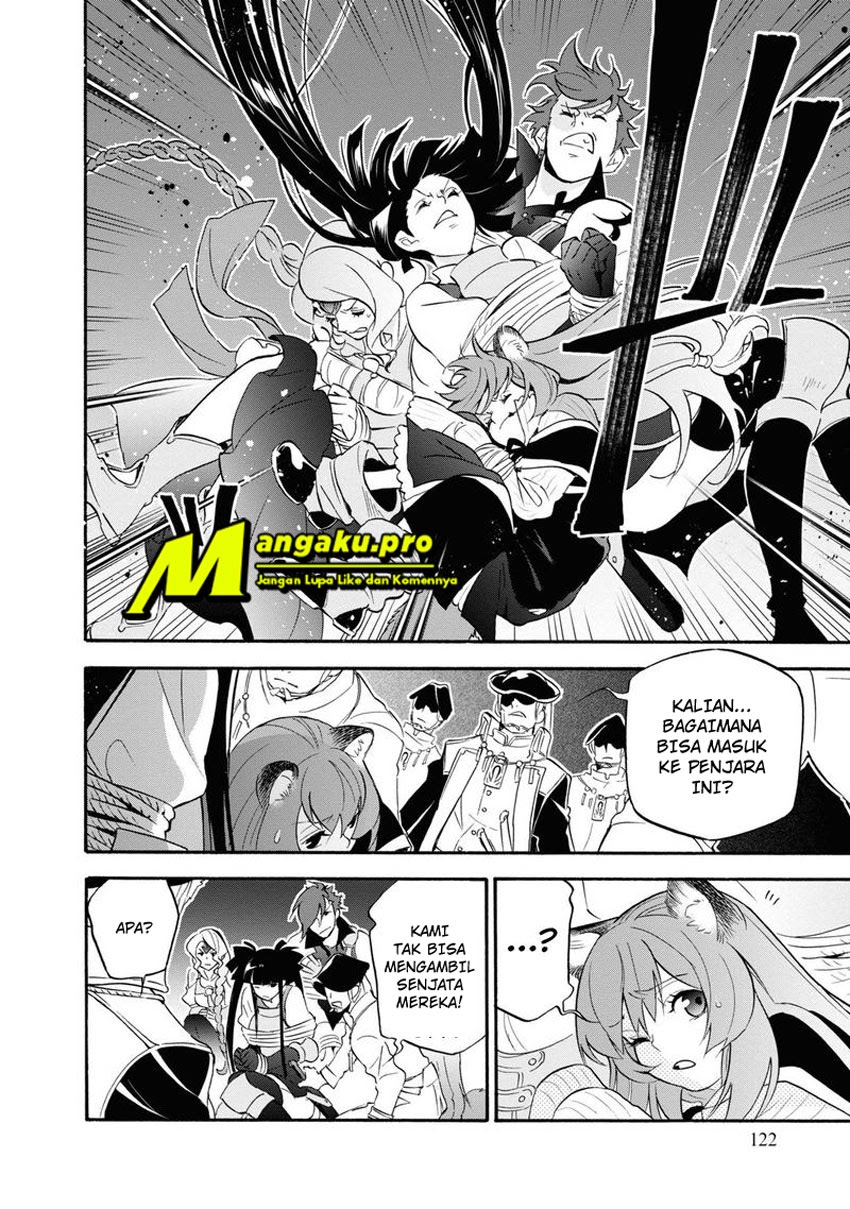 Mangaku.pro
Jangan Lupa Like dan Komennya
KALIAN...
BAGAIMANA
BISA MASUK
KE PENJARA
INI?
...?
KAMI
TAK BISA
MENGAMBIL
SENJATA
MEREKA!
.....
APA?
122